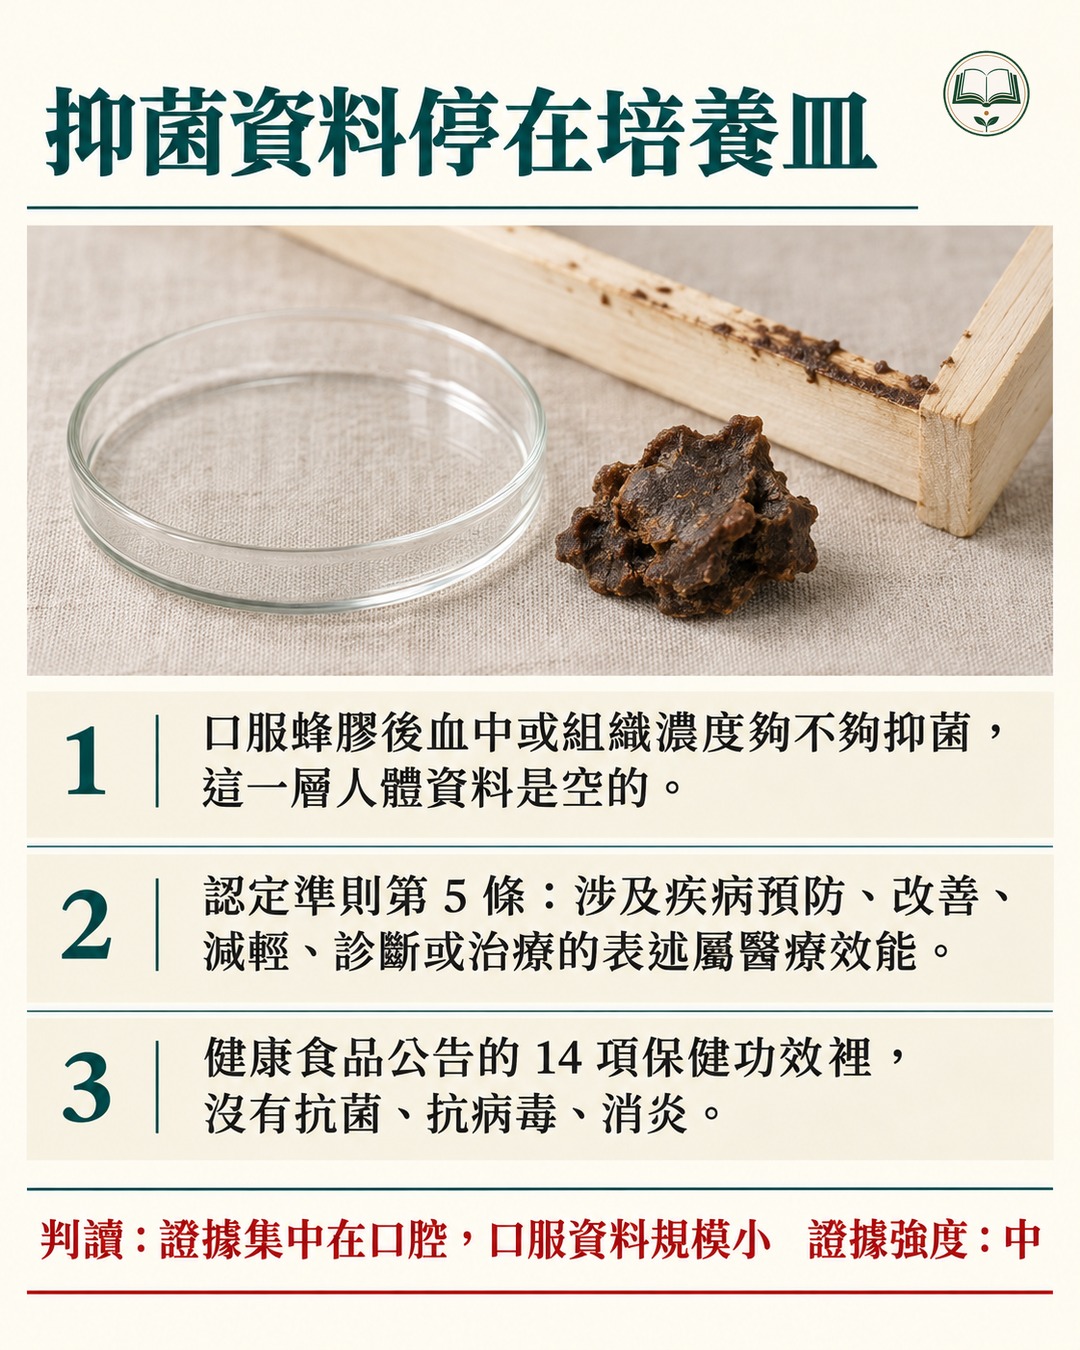 抑菌資料停在培養皿
1
口服蜂膠後血中或組織濃度夠不夠抑菌，
這一層人體資料是空的。
2
認定準則第 5 條：涉及疾病預防、改善、
減輕、診斷或治療的表述屬醫療效能。
3
健康食品公告的 14 項保健功效裡，
沒有抗菌、抗病毒、消炎。
判讀：證據集中在口腔，口服資料規模小　證據強度：中